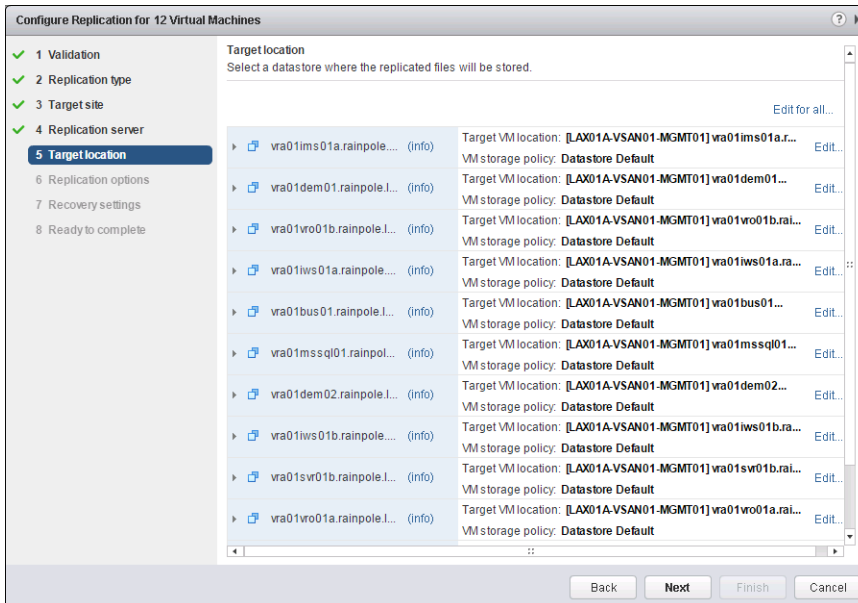 Configure Replication for 12 Virtual Machines
?
1 Validation
2 Replication type
3 Target site
4 Replication server
5 Target location
6 Replication options
7 Recovery settings
8 Ready to complete
Target location
Select a datastore where the replicated files will be stored.
Edit for all...
vra01ims01a.rainpole.... (info) Target VM location: [LAX01A-VSAN01-MGMT01] vra01ims01a.r... Edit...
VM storage policy: Datastore Default
vra01dem01.rainpole.l... (info) Target VM location: [LAX01A-VSAN01-MGMT01] vra01dem01... Edit...
VM storage policy: Datastore Default
vra01vro01b.rainpole.l... (info) Target VM location: [LAX01A-VSAN01-MGMT01] vra01vro01b.rai... Edit...
VM storage policy: Datastore Default
vra01iws01a.rainpole.... (info) Target VM location: [LAX01A-VSAN01-MGMT01] vra01iws01a.ra... Edit...
VM storage policy: Datastore Default
vra01bus01.rainpole.l... (info) Target VM location: [LAX01A-VSAN01-MGMT01] vra01bus01... Edit...
VM storage policy: Datastore Default
vra01mssql01.rainpol... (info) Target VM location: [LAX01A-VSAN01-MGMT01] vra01mssql01... Edit...
VM storage policy: Datastore Default
vra01dem02.rainpole.l... (info) Target VM location: [LAX01A-VSAN01-MGMT01] vra01dem02... Edit...
VM storage policy: Datastore Default
vra01iws01b.rainpole.... (info) Target VM location: [LAX01A-VSAN01-MGMT01] vra01iws01b.ra... Edit...
VM storage policy: Datastore Default
vra01svr01b.rainpole.l... (info) Target VM location: [LAX01A-VSAN01-MGMT01] vra01svr01b.rai... Edit...
VM storage policy: Datastore Default
vra01vro01a.rainpole.l... (info) Target VM location: [LAX01A-VSAN01-MGMT01] vra01vro01a.rai... Edit...
VM storage policy: Datastore Default
Back Next Finish Cancel